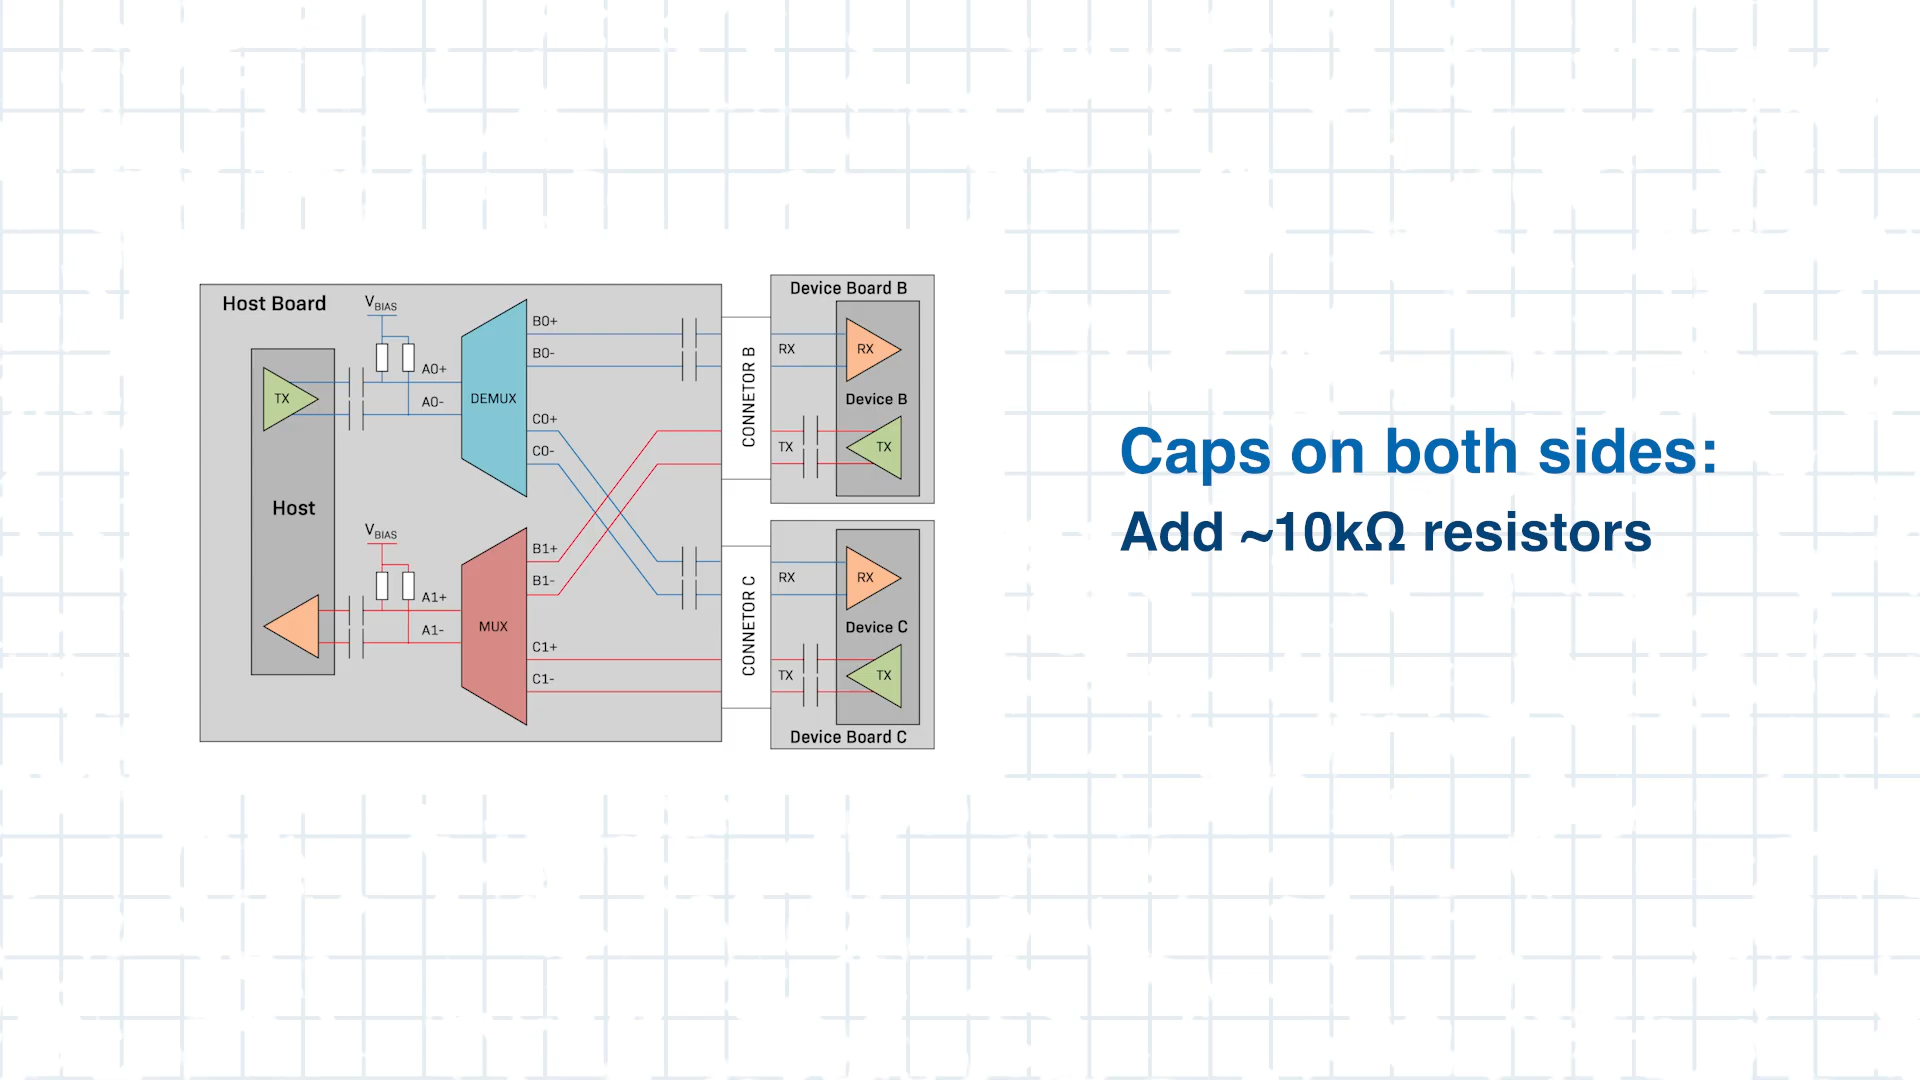 Host Board
VBIAS
TX
A0+
A0-
DEMUX
B0+
B0-
C0+
C0-
Host
VBIAS
A1+
A1-
MUX
B1+
B1-
C1+
C1-
CONNETOR B
Device Board B
RX
RX
Device B
TX
TX
CONNETOR C
RX
RX
Device C
TX
TX
Device Board C
Caps on both sides:
Add ~10kΩ resistors